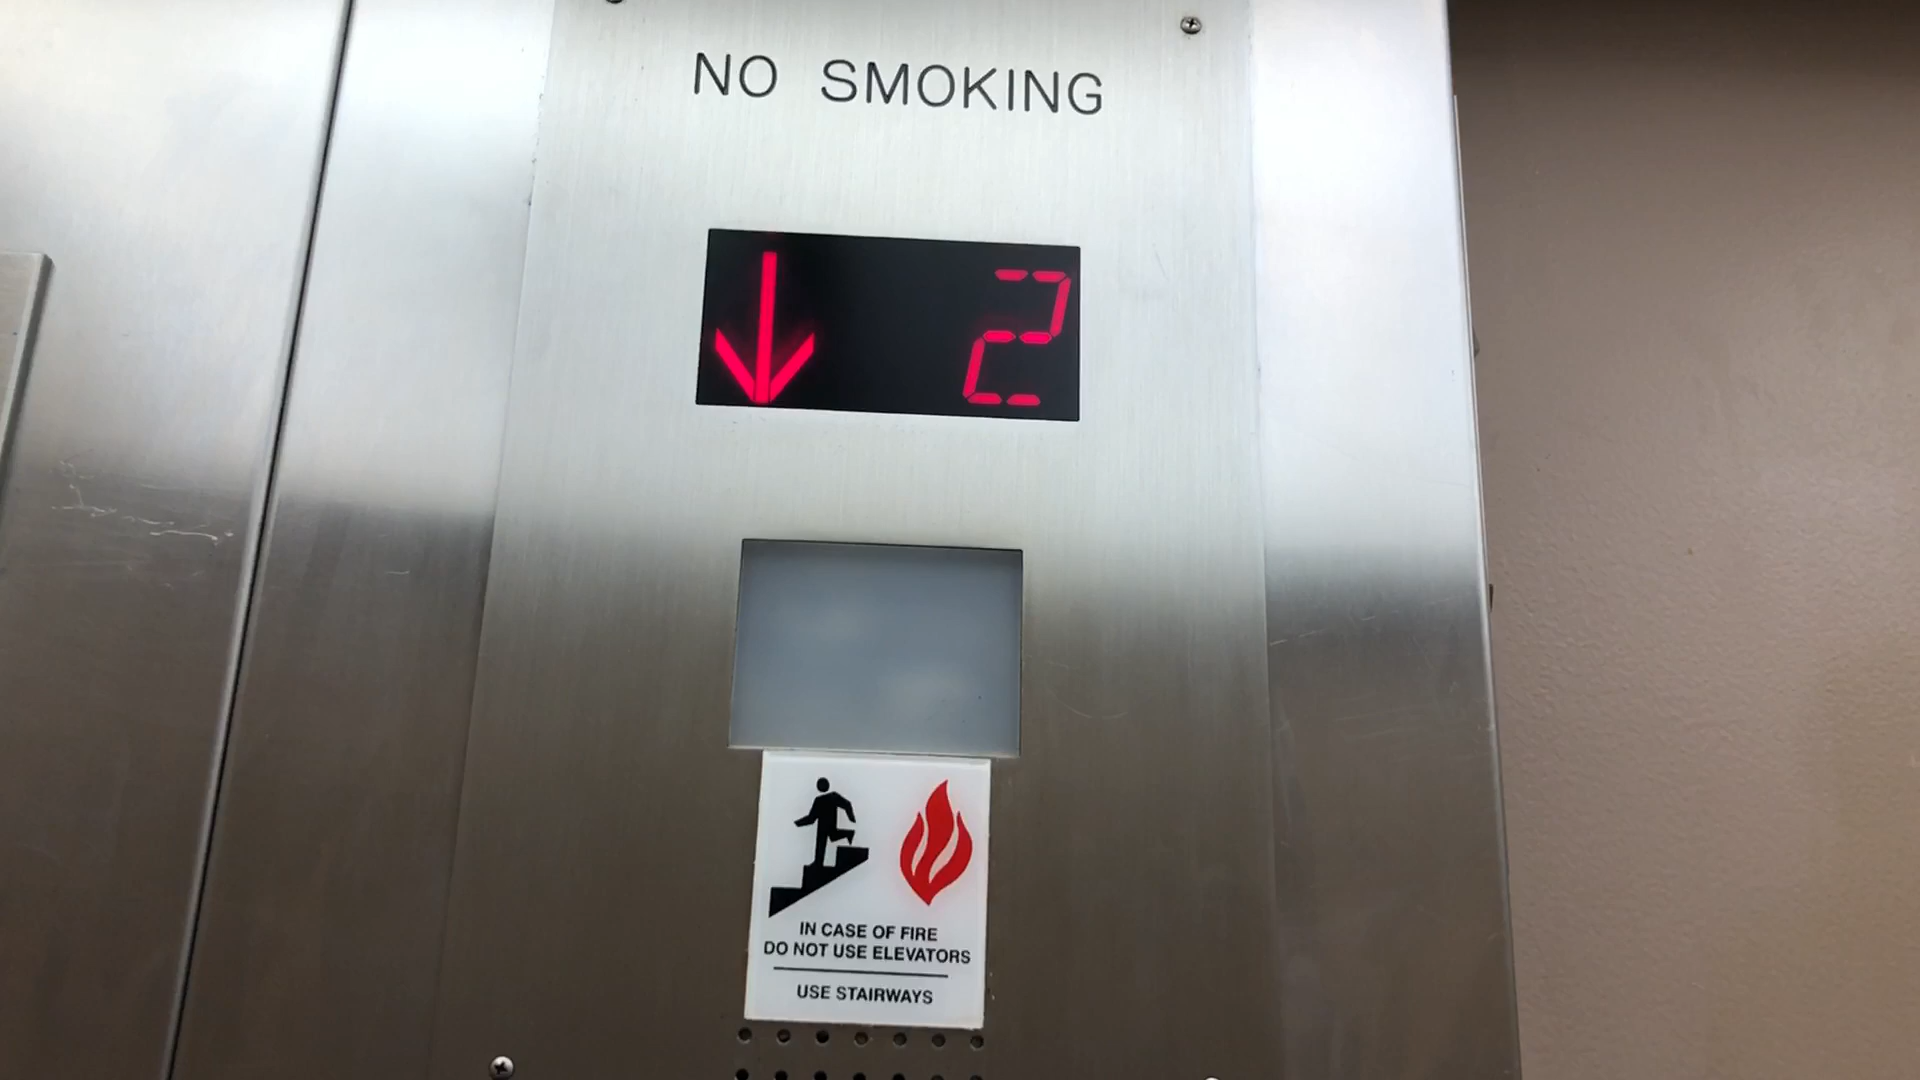 NO SMOKING
2
IN CASE OF FIRE
DO NOT USE ELEVATORS
USE STAIRWAYS